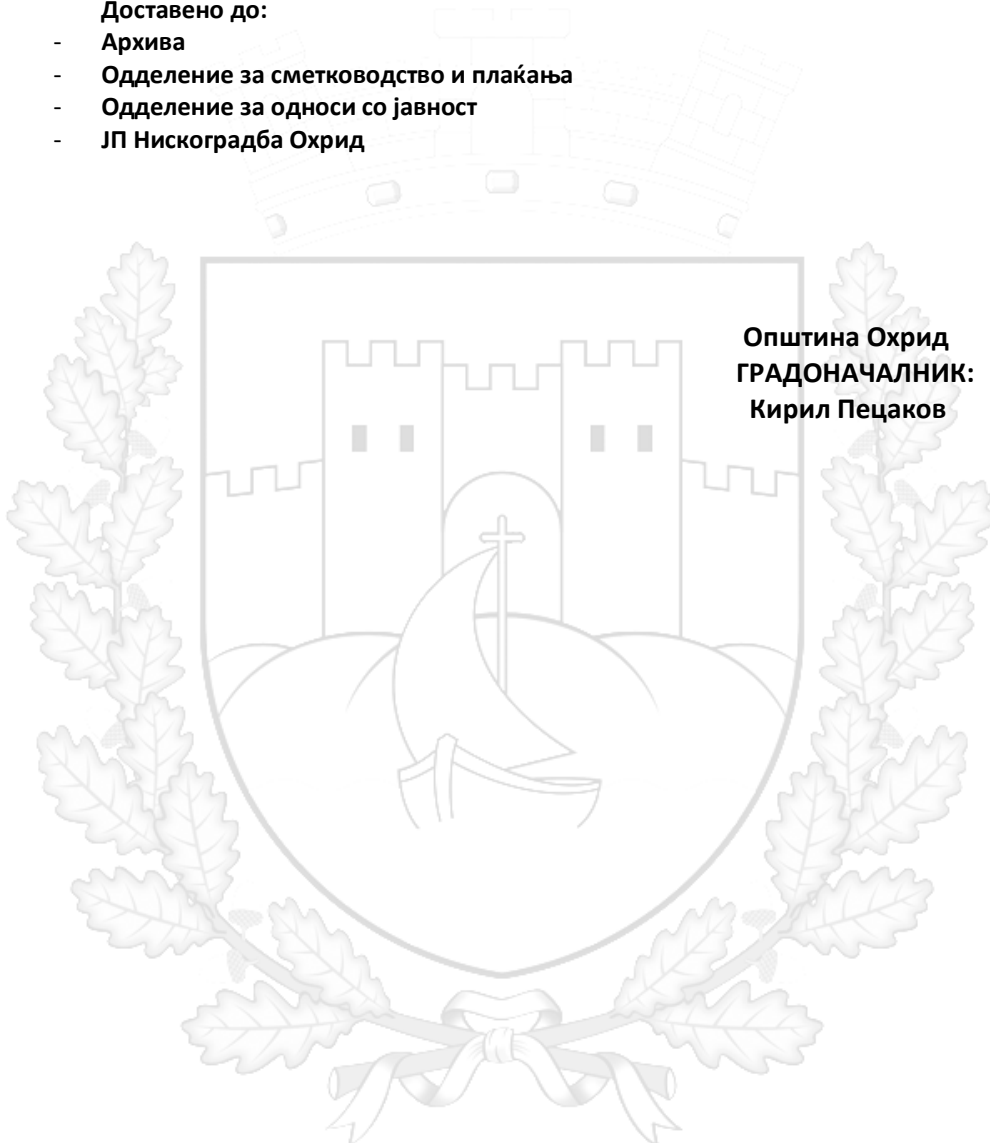 Доставено до:
- Архива
- Одделение за сметководство и плаќања
- Одделение за односи со јавност
- ЈП Нискоградба Охрид
Општина Охрид
ГРАДОНАЧАЛНИК:
Кирил Пецаков